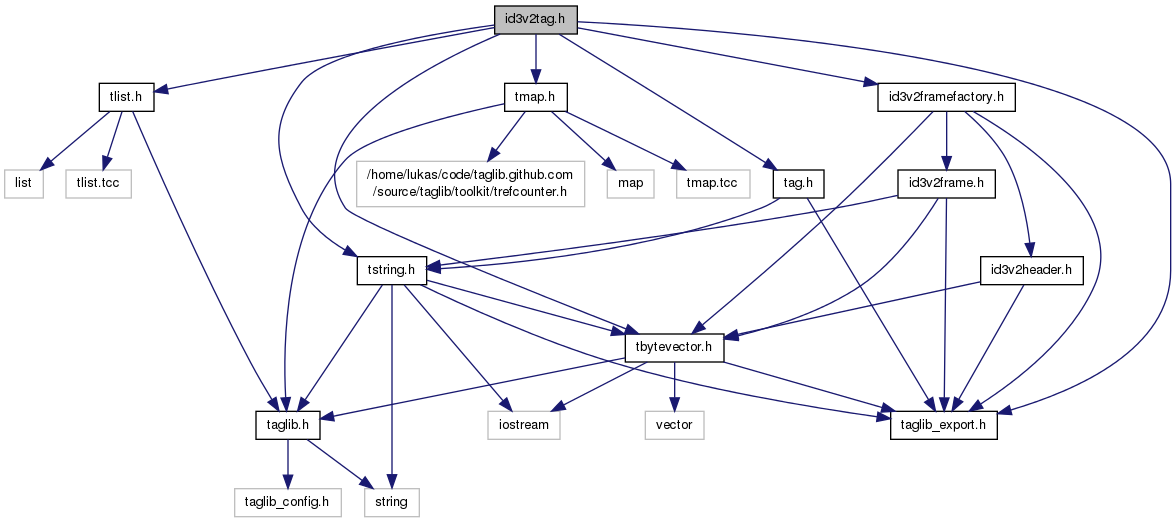 id3v2tag.h
tlist.h
tmap.h
id3v2framefactory.h
list
tlist.tcc
/home/lukas/code/taglib.github.com
/source/taglib/toolkit/trefcounter.h
map
tmap.tcc
tag.h
id3v2frame.h
tstring.h
id3v2header.h
tbytevector.h
taglib.h
iostream
vector
taglib_export.h
taglib_config.h
string